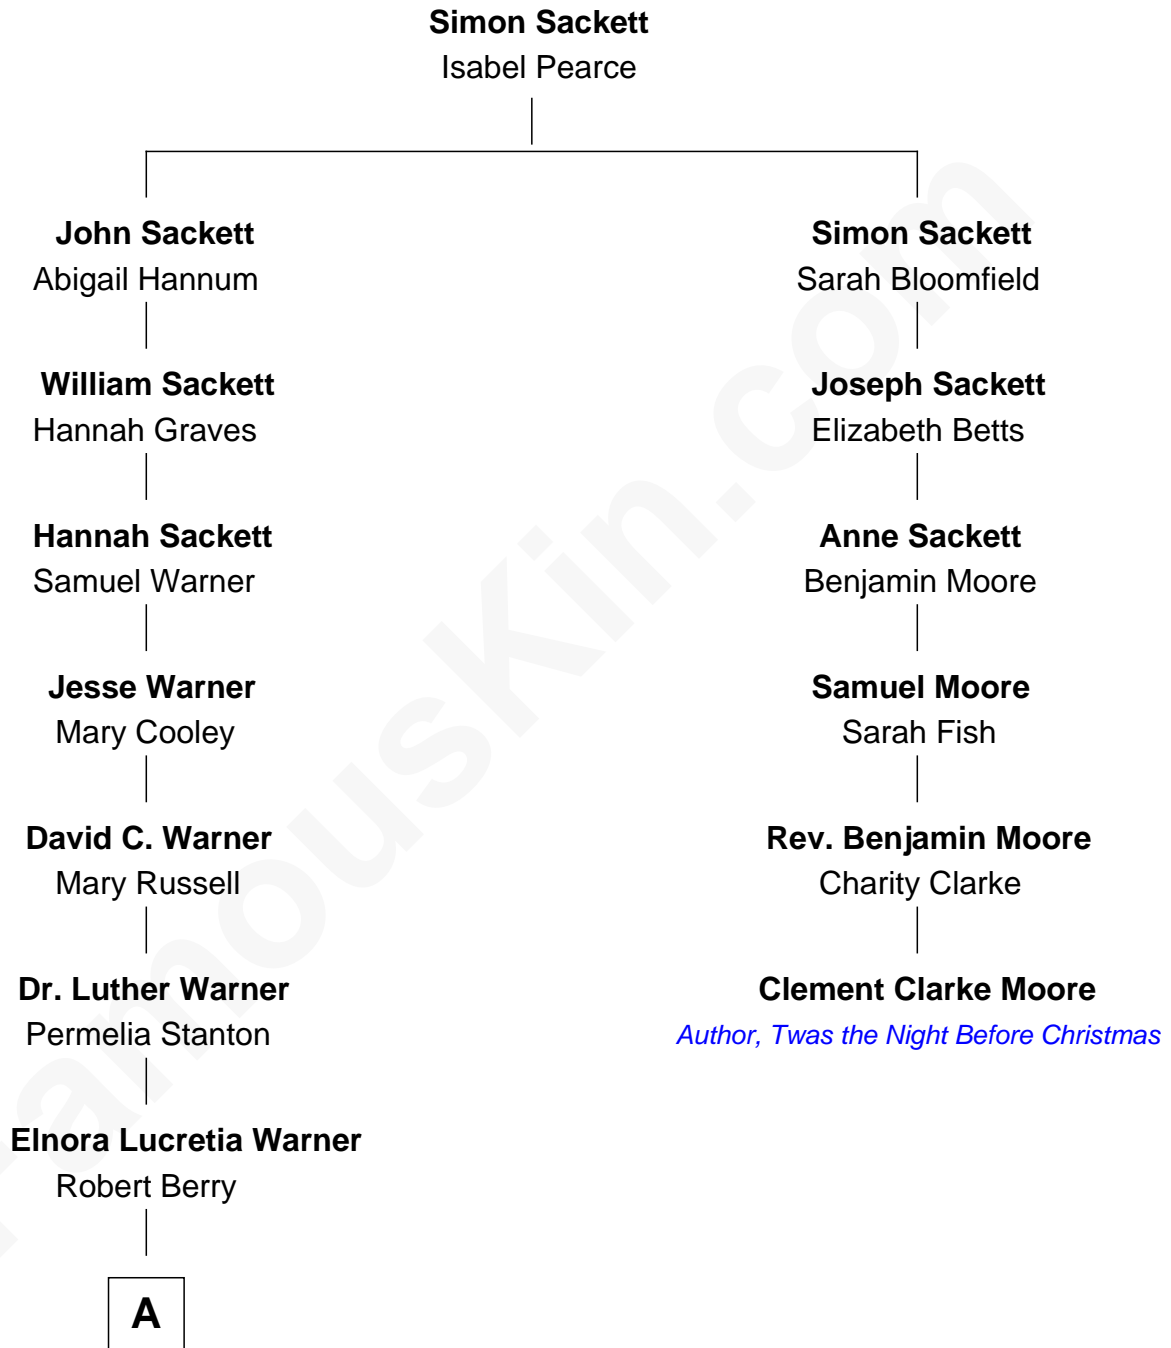 Simon Sackett
Isabel Pearce
John Sackett
Abigail Hannum
Simon Sackett
Sarah Bloomfield
William Sackett
Hannah Graves
Joseph Sackett
Elizabeth Betts
Hannah Sackett
Samuel Warner
Anne Sackett
Benjamin Moore
Jesse Warner
Mary Cooley
Samuel Moore
Sarah Fish
David C. Warner
Mary Russell
Rev. Benjamin Moore
Charity Clarke
Dr. Luther Warner
Permelia Stanton
Clement Clarke Moore
Author, Twas the Night Before Christmas
Elnora Lucretia Warner
Robert Berry
A
FamousKin.com